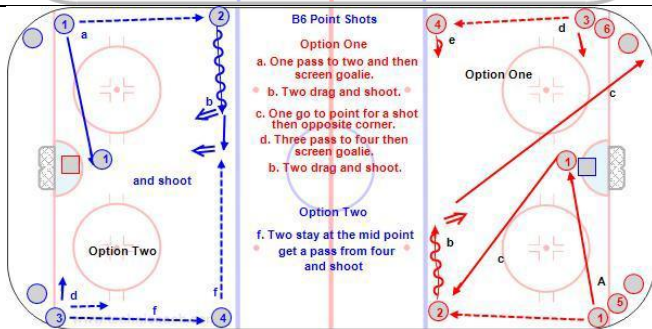 B6 Point Shots
Option One
a. One pass to two and then
screen goalie.
b. Two drag and shoot.
c. One go to point for a shot
then opposite corner.
d. Three pass to four then
screen goalie.
b. Two drag and shoot.
Option Two
f. Two stay at the mid point
get a pass from four
and shoot
1
a
2
b
1
and shoot
Option Two
d
3
f
f
4
4
e
d
3
6
Option One
c
1
b
c
A
5
2
1